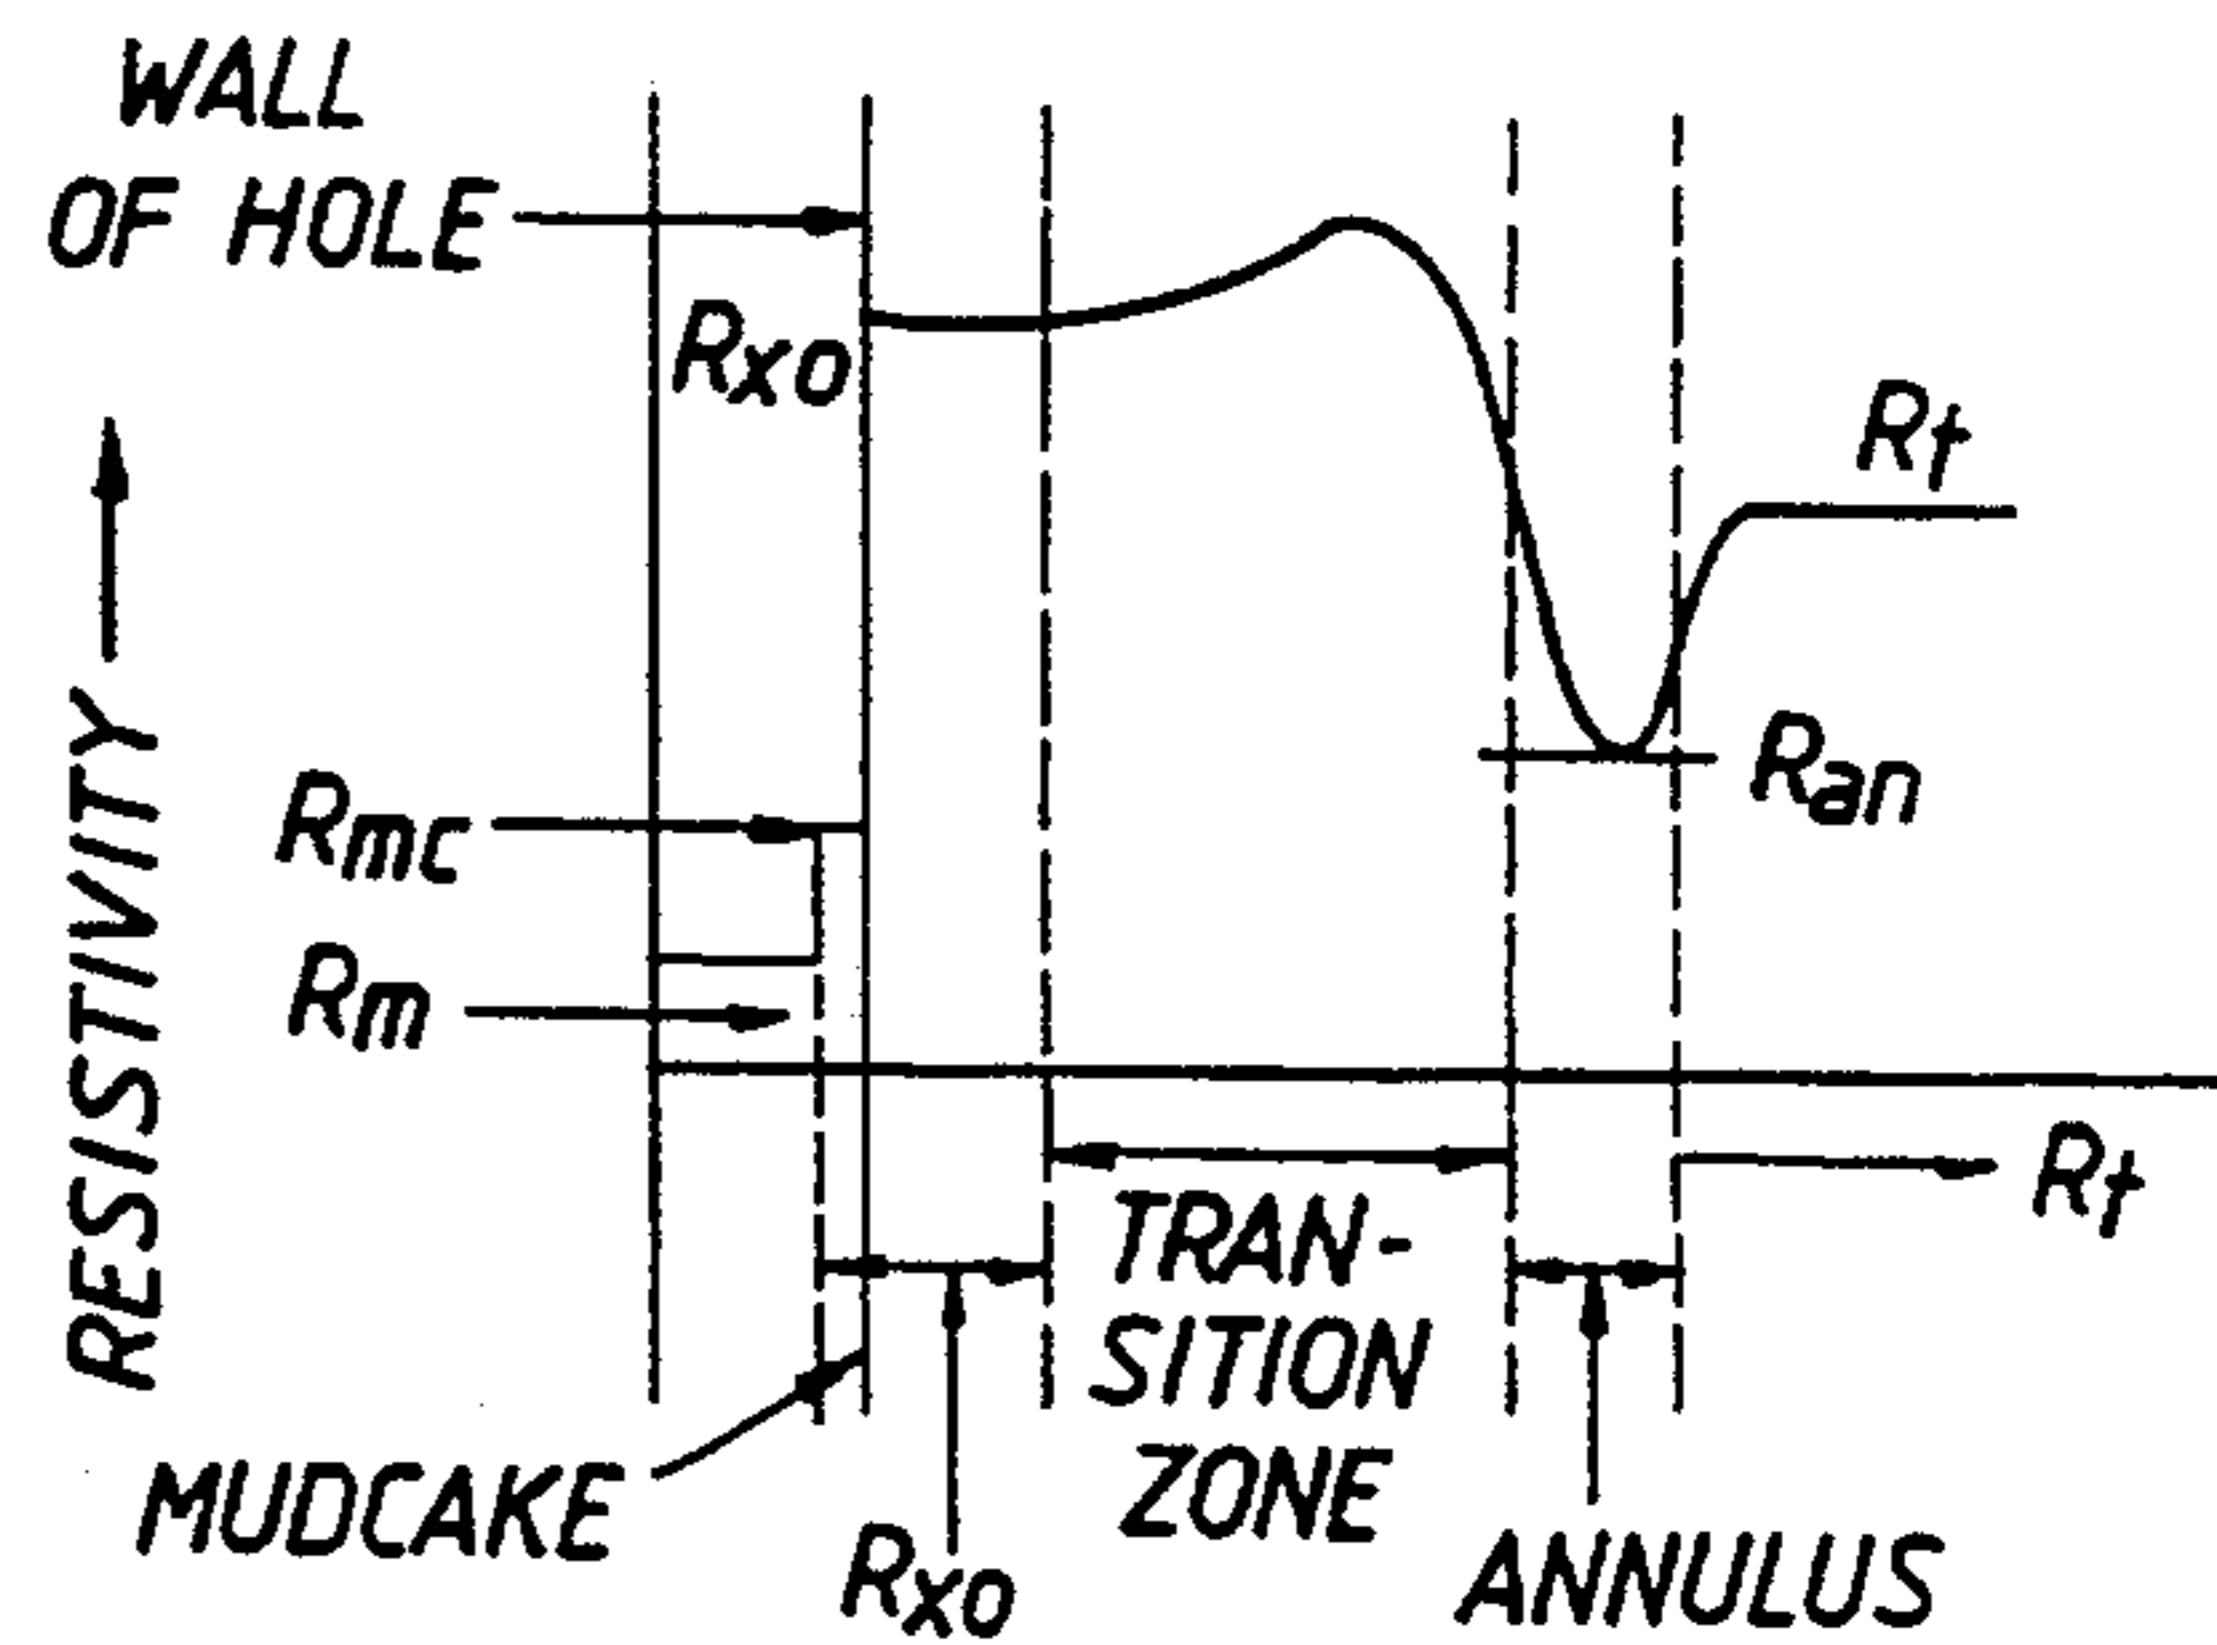 WALL
OF HOLE
Rxo
Rt
RESISTIVITY
Ran
Rmc
Rm
Rt
TRAN-
SITION
ZONE
MUDCAKE
Rxo
ANNULUS